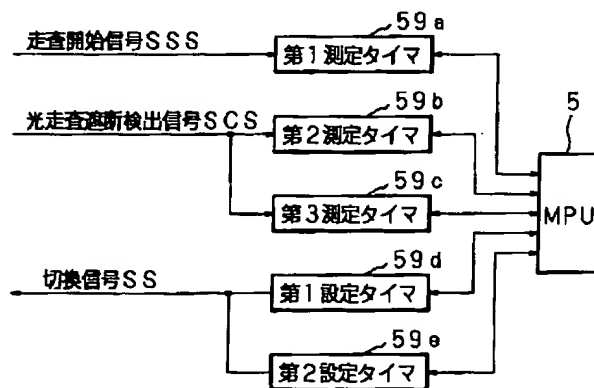 59a
走査開始信号SSS
第1測定タイマ
59b
光走査遮断検出信号SCS
第2測定タイマ
5
59c
第3測定タイマ
MPU
59d
切換信号SS
第1設定タイマ
59e
第2設定タイマ